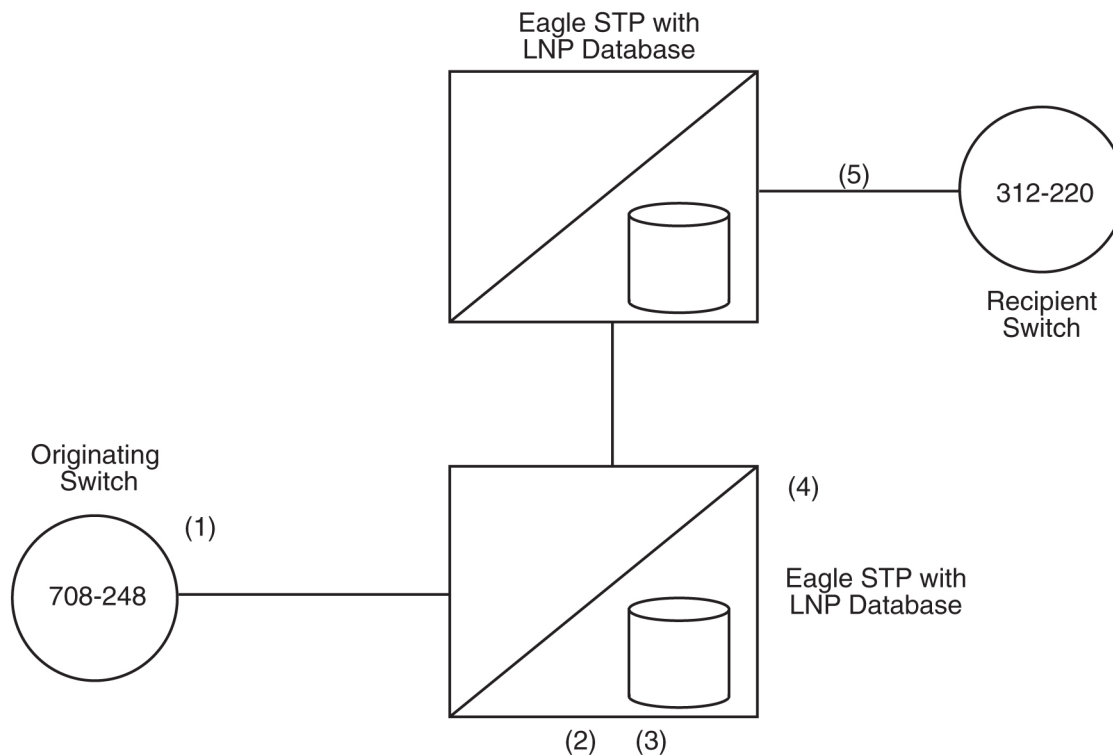 Eagle STP with
LNP Database
(5)
312-220
Recipient
Switch
Originating
Switch
(1)
708-248
(4)
Eagle STP with
LNP Database
(2)
(3)